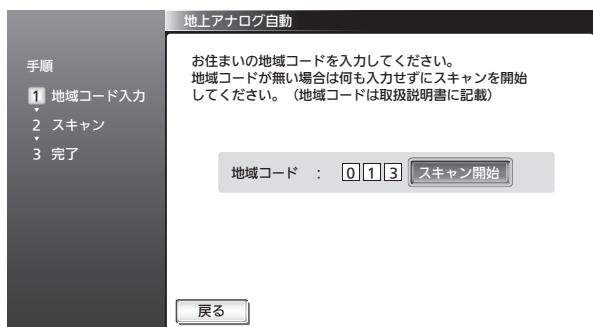 地上アナログ自動
手順
1 地域コード入力
2 スキャン
3 完了
お住まいの地域コードを入力してください。
地域コードが無い場合は何も入力せずにスキャンを開始
してください。（地域コードは取扱説明書に記載）
地域コード : 0 1 3 スキャン開始
戻る